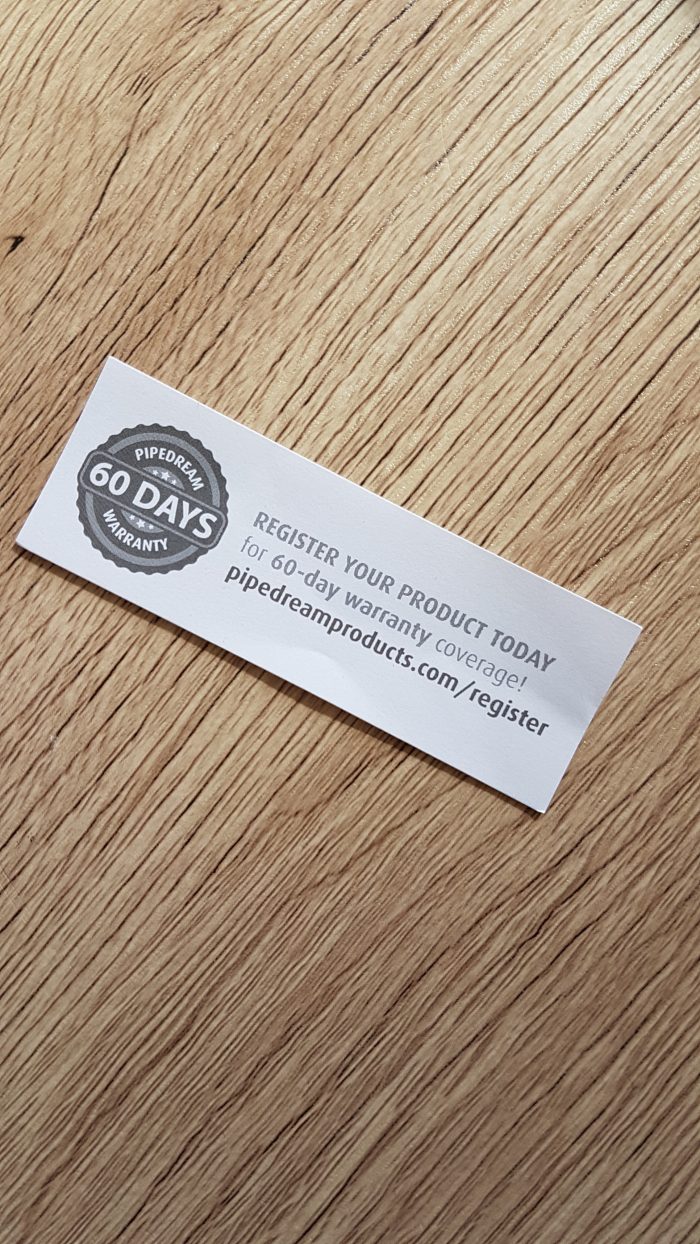 PIPEDREAM
60 DAYS
WARRANTY
REGISTER YOUR PRODUCT TODAY
for 60-day warranty coverage!
pipedreamproducts.com/register